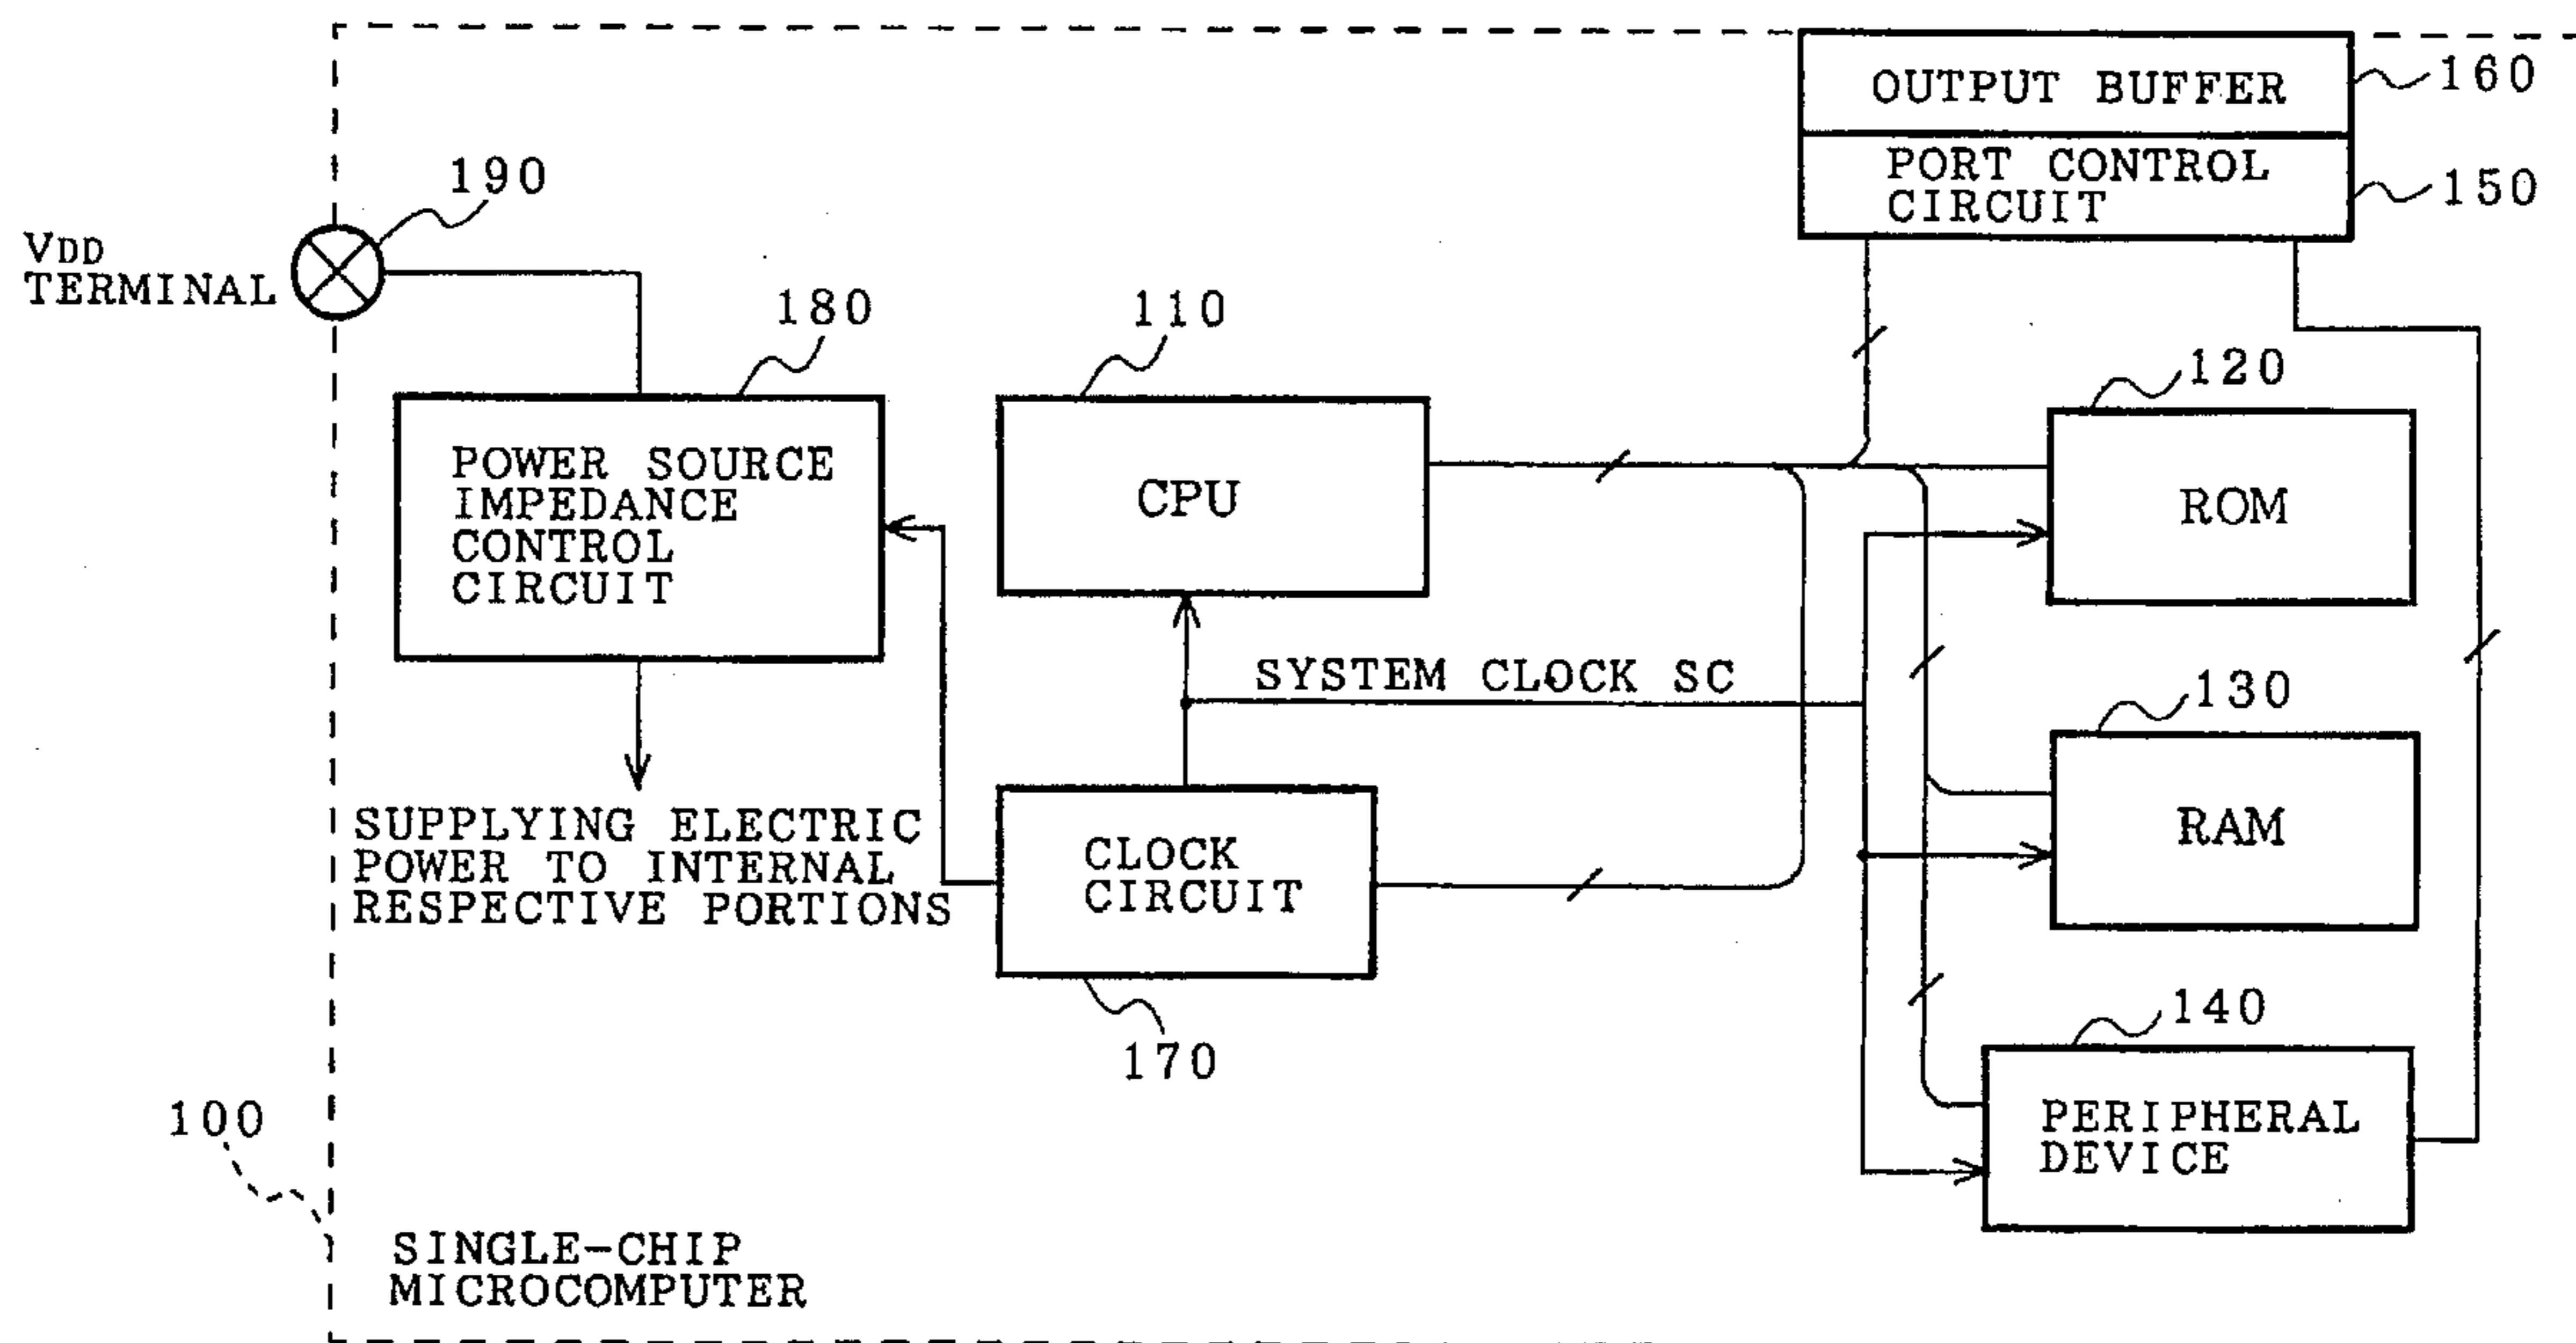 OUTPUT BUFFER
160
PORT CONTROL
CIRCUIT
150
190
VDD
TERMINAL
180
110
120
POWER SOURCE
IMPEDANCE
CONTROL
CIRCUIT
CPU
ROM
SYSTEM CLOCK SC
130
SUPPLYING ELECTRIC
POWER TO INTERNAL
RESPECTIVE PORTIONS
CLOCK
CIRCUIT
RAM
170
140
100
PERIPHERAL
DEVICE
SINGLE-CHIP
MICROCOMPUTER